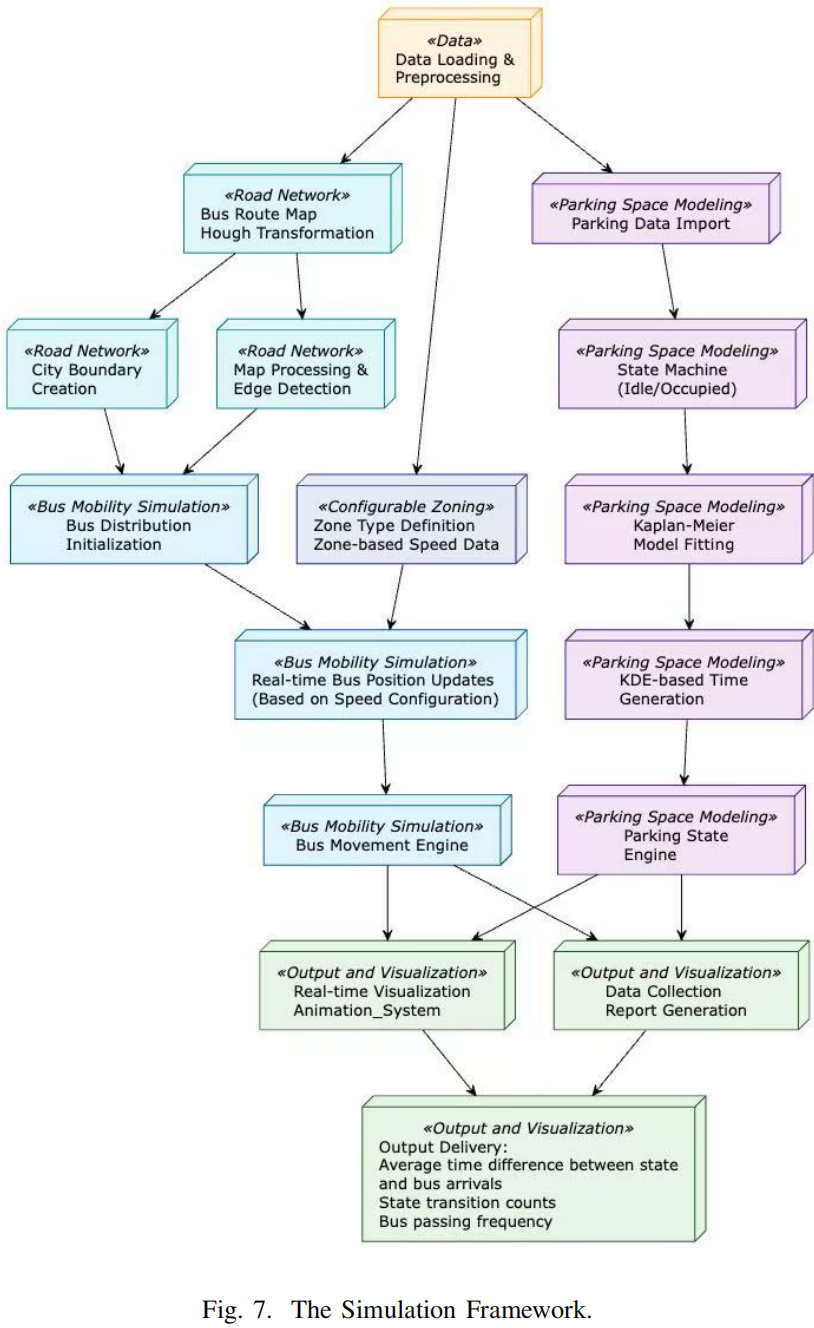 «Data»
Data Loading &
Preprocessing
«Road Network»
Bus Route Map
Hough Transformation
«Parking Space Modeling»
Parking Data Import
«Road Network»
City Boundary
Creation
«Road Network»
Map Processing &
Edge Detection
«Parking Space Modeling»
State Machine
(Idle/Occupied)
«Bus Mobility Simulation»
Bus Distribution
Initialization
«Configurable Zoning»
Zone Type Definition
Zone-based Speed Data
«Parking Space Modeling»
Kaplan-Meier
Model Fitting
«Bus Mobility Simulation»
Real-time Bus Position Updates
(Based on Speed Configuration)
«Parking Space Modeling»
KDE-based Time
Generation
«Bus Mobility Simulation»
Bus Movement Engine
«Parking Space Modeling»
Parking State
Engine
«Output and Visualization»
Real-time Visualization
Animation_System
«Output and Visualization»
Data Collection
Report Generation
«Output and Visualization»
Output Delivery:
Average time difference between state
and bus arrivals
State transition counts
Bus passing frequency
Fig. 7. The Simulation Framework.